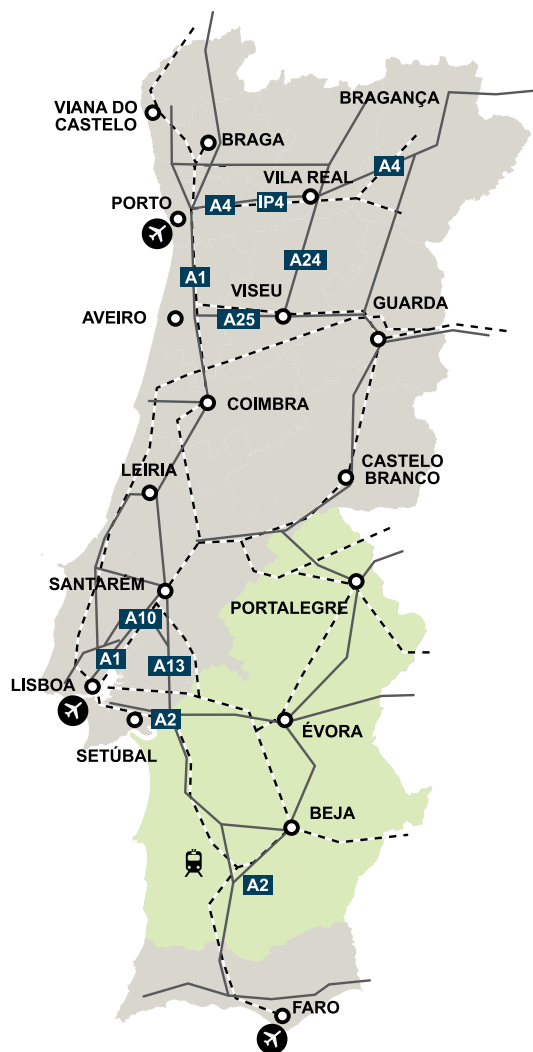 BRAGANÇA
VIANA DO
CASTELO
BRAGA
A4
VILA REAL
A4
IP4
PORTO
A24
A1
VISEU
GUARDA
AVEIRO
A25
COIMBRA
CASTELO
BRANCO
LEIRIA
SANTARÉM
PORTALEGRE
A10
A1
A13
LISBOA
A2
ÉVORA
SETÚBAL
BEJA
A2
FARO